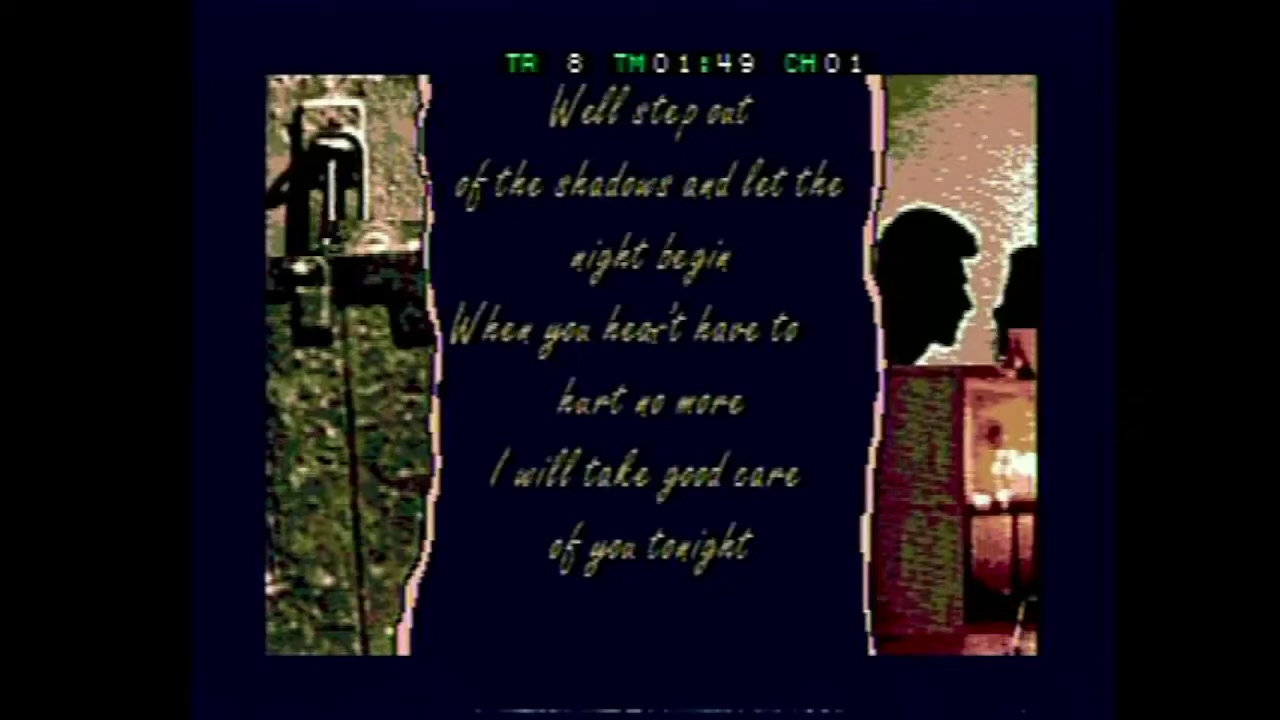 TR 8 TM01:49 CH01
Well step out
of the shadows and let the
night begin
When you hear't have to
hurt no more
I will take good care
of you tonight